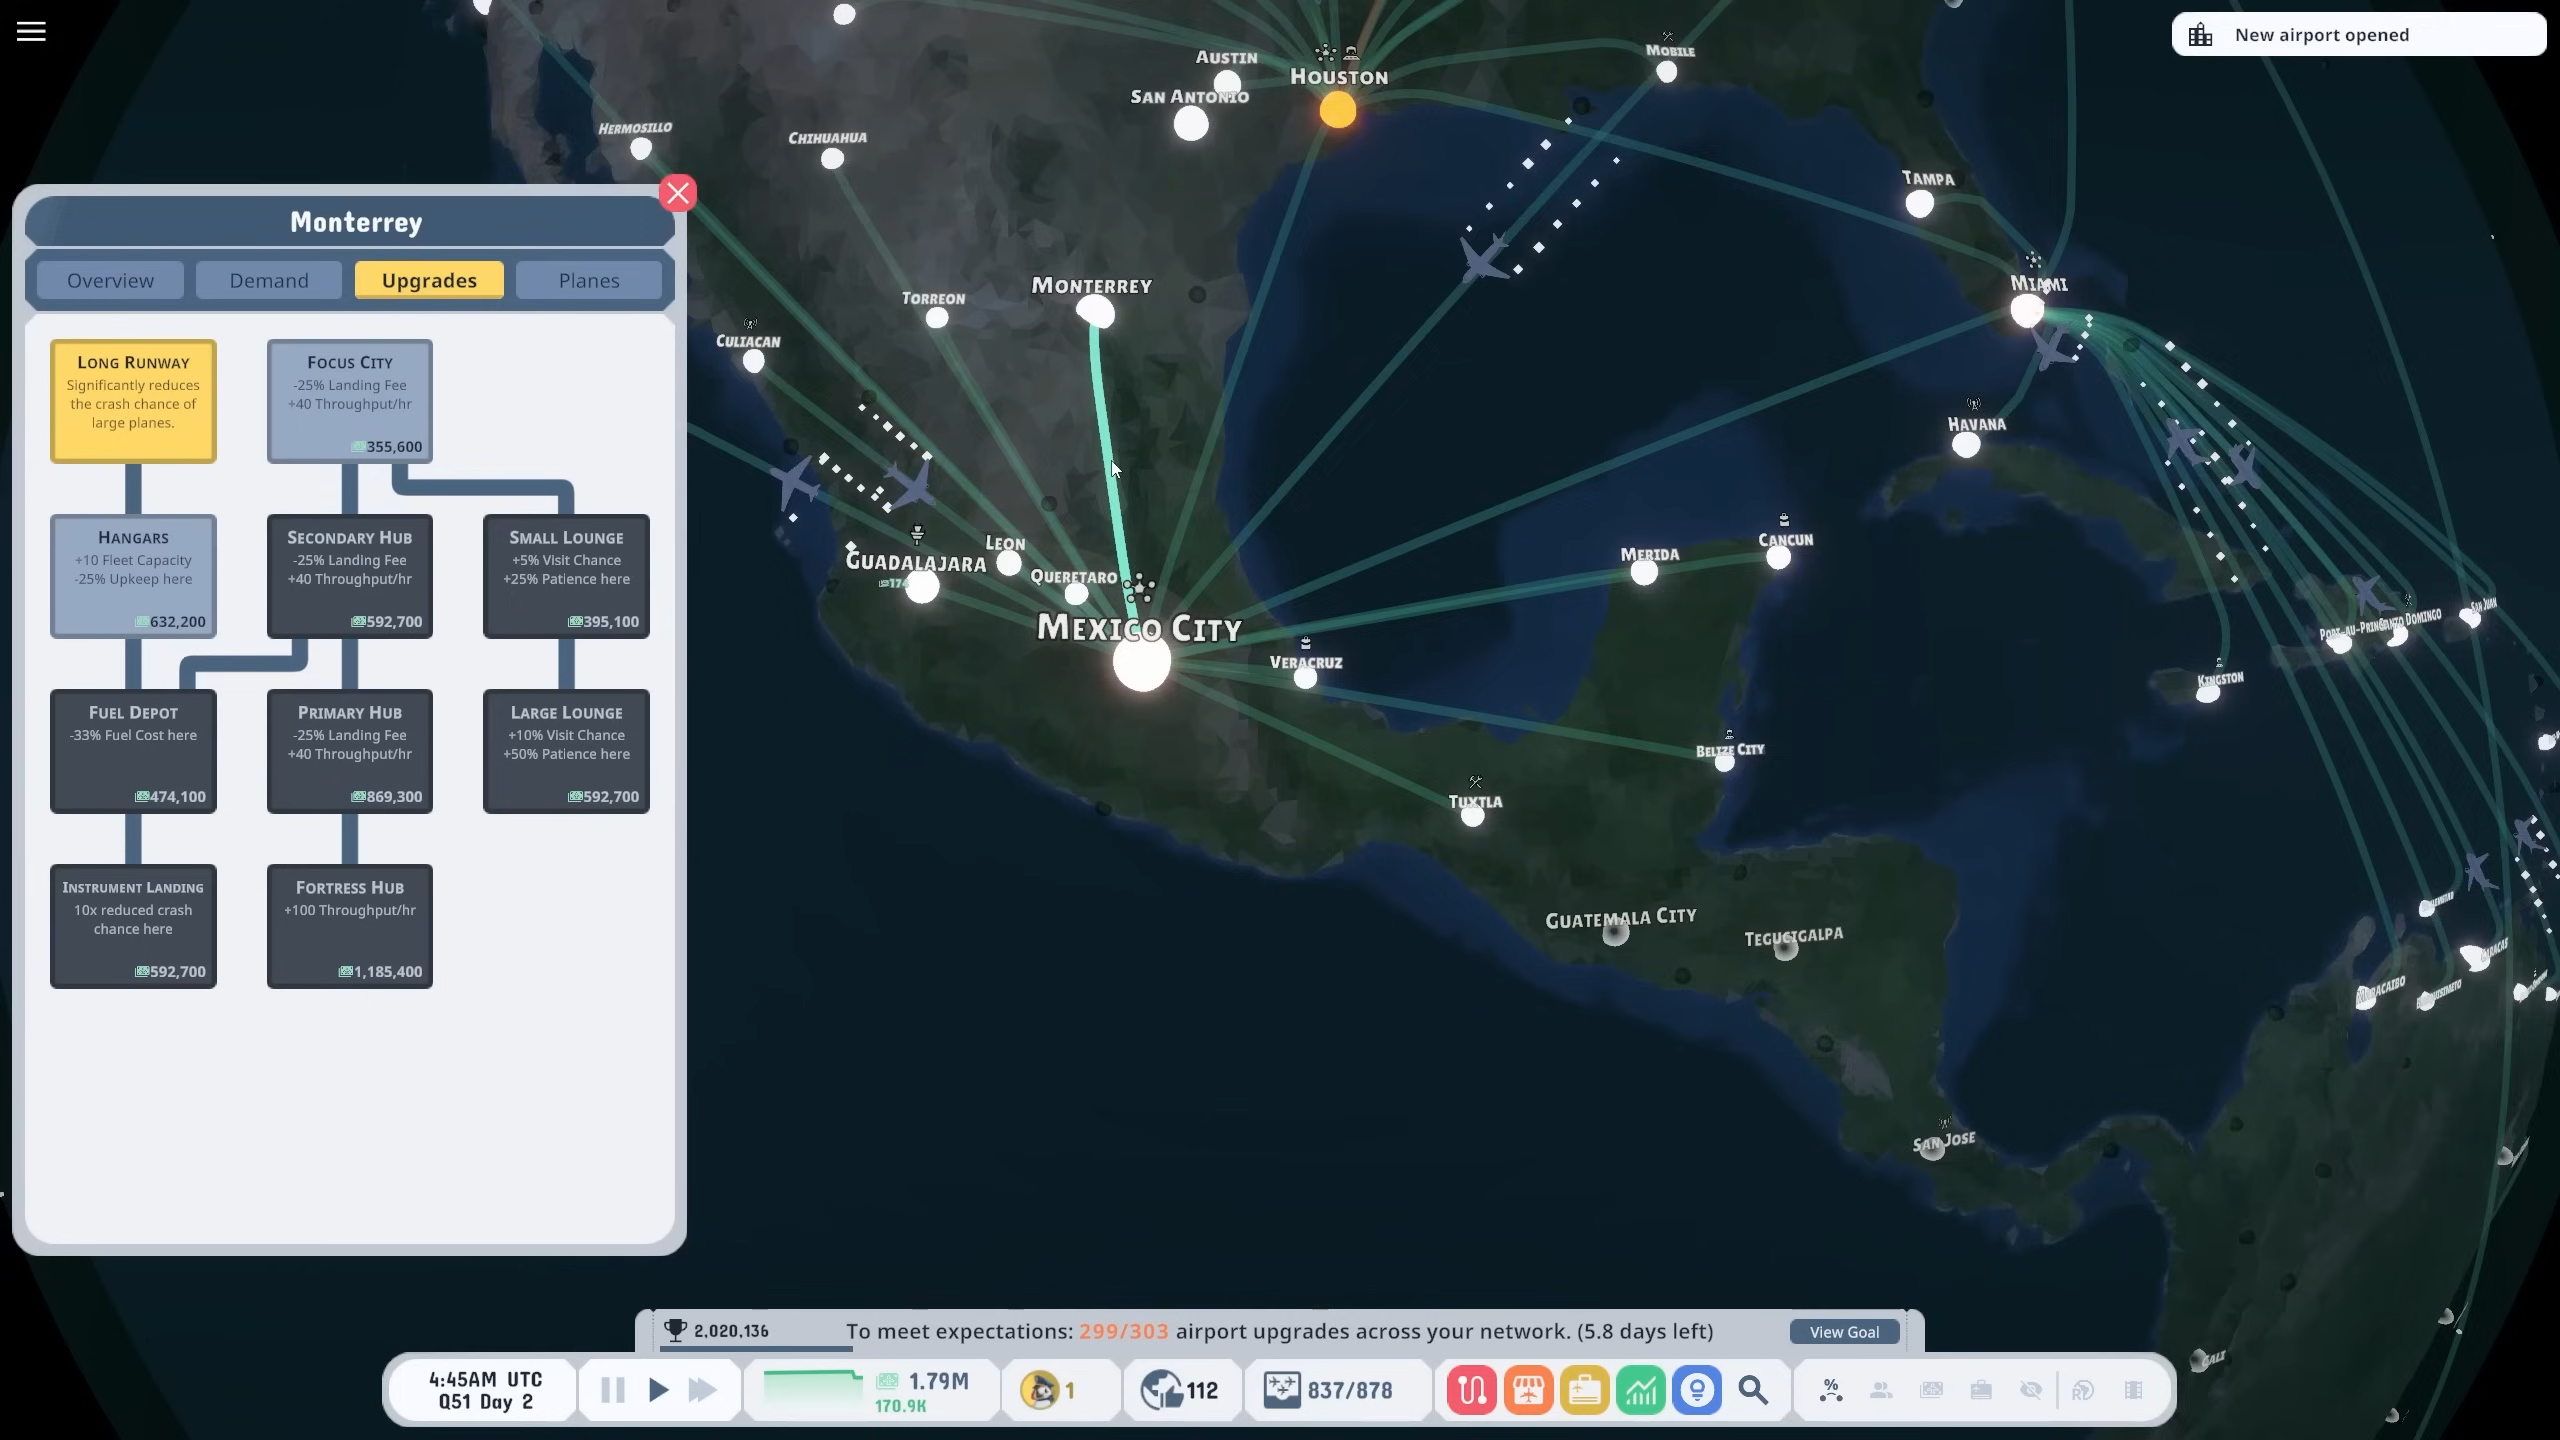 New airport opened
AUSTIN
HOUSTON
MOBILE
SAN ANTONIO
HERMOSILLO
CHIHUAHUA
TAMPA
Monterrey
Overview
Demand
Upgrades
Planes
LONG RUNWAY
Significantly reduces
the crash chance of
large planes.
FOCUS CITY
-25% Landing Fee
+40 Throughput/hr
355,600
HANGARS
+10 Fleet Capacity
-25% Upkeep here
632,200
SECONDARY HUB
-25% Landing Fee
+40 Throughput/hr
592,700
SMALL LOUNGE
+5% Visit Chance
+25% Patience here
395,100
FUEL DEPOT
-33% Fuel Cost here
474,100
PRIMARY HUB
-25% Landing Fee
+40 Throughput/hr
869,300
LARGE LOUNGE
+10% Visit Chance
+50% Patience here
592,700
INSTRUMENT LANDING
10x reduced crash
chance here
592,700
FORTRESS HUB
+100 Throughput/hr
1,185,400
MONTERREY
TORREON
CULIACAN
MIAMI
HAVANA
LEON
GUADALAJARA
QUERETARO
MERIDA
CANCUN
MEXICO CITY
VERACRUZ
SAN JUAN
KINGSTON
BELIZE CITY
TUXTLA
GUATEMALA CITY
TEGUCIGALPA
SAN JOSE
CALI
2,020,136
To meet expectations: 299/303 airport upgrades across your network. (5.8 days left)
View Goal
4:45AM UTC
Q51 Day 2
1.79M
170.9K
1
112
837/878